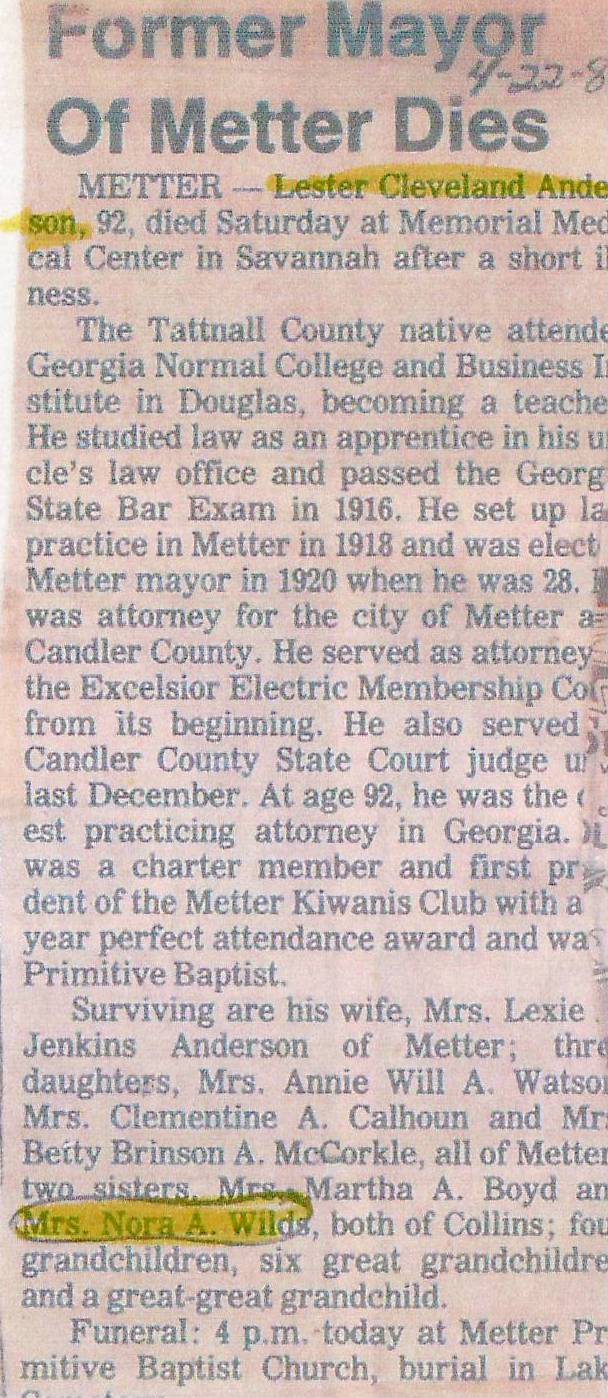 Former Mayor
4-22-8
Of Metter Dies
METTER — Lester Cleveland Ande
son, 92, died Saturday at Memorial Med
cal Center in Savannah after a short il
ness.
The Tattnall County native attende
Georgia Normal College and Business In
stitute in Douglas, becoming a teache
He studied law as an apprentice in his un
cle's law office and passed the Georg
State Bar Exam in 1916. He set up la
practice in Metter in 1918 and was elect
Metter mayor in 1920 when he was 28.
was attorney for the city of Metter a
Candler County. He served as attorney
the Excelsior Electric Membership Co
from its beginning. He also served
Candler County State Court judge un
last December. At age 92, he was the
est practicing attorney in Georgia.
was a charter member and first pr
dent of the Metter Kiwanis Club with a
year perfect attendance award and wa
Primitive Baptist.
Surviving are his wife, Mrs. Lexie
Jenkins Anderson of Metter; thre
daughters, Mrs. Annie Will A. Watson
Mrs. Clementine A. Calhoun and Mrs
Betty Brinson A. McCorkle, all of Metter
two sisters, Mrs. Martha A. Boyd an
Mrs. Nora A. Wilds, both of Collins; fou
grandchildren, six great grandchildre
and a great-great grandchild.
Funeral: 4 p.m. today at Metter Pr
mitive Baptist Church, burial in Lak